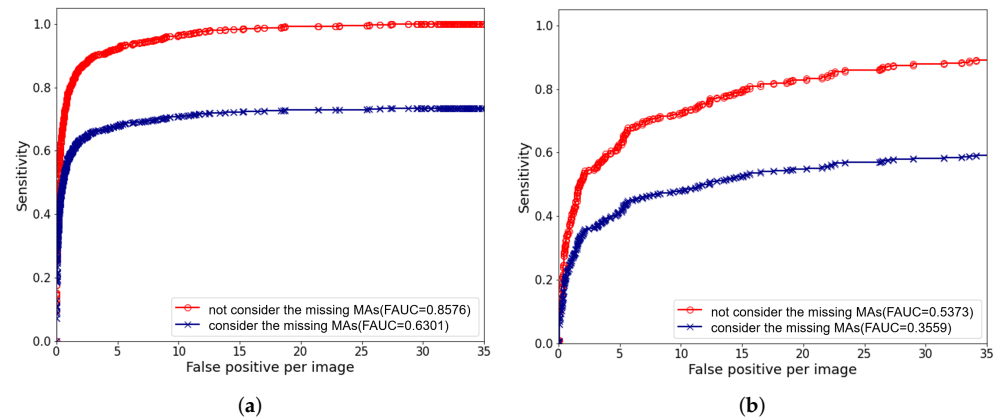 1.0
0.8
0.6
0.4
0.2
0.0
Sensitivity
0 5 10 15 20 25 30 35
False positive per image
not consider the missing MAs(FAUC=0.8576)
consider the missing MAs(FAUC=0.6301)
(a)
1.0
0.8
0.6
0.4
0.2
0.0
Sensitivity
0 5 10 15 20 25 30 35
False positive per image
not consider the missing MAs(FAUC=0.5373)
consider the missing MAs(FAUC=0.3559)
(b)